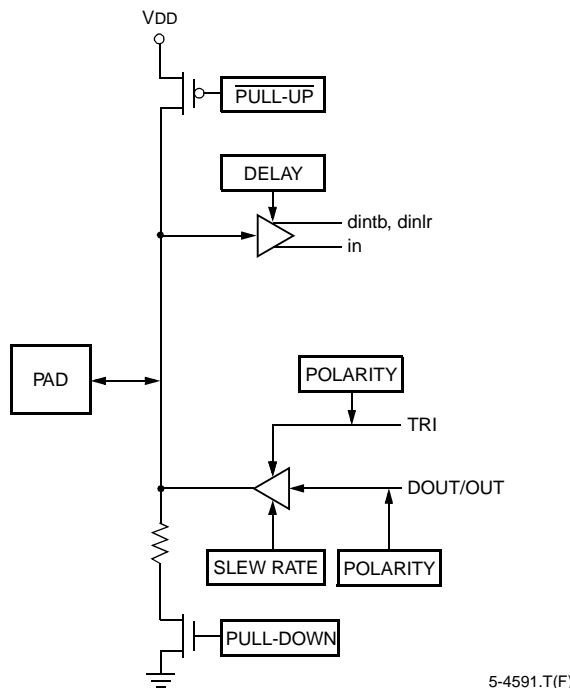 VDD
PULL-UP
DELAY
dintb, dinlr
in
PAD
POLARITY
TRI
DOUT/OUT
SLEW RATE
POLARITY
PULL-DOWN
5-4591.T(F)